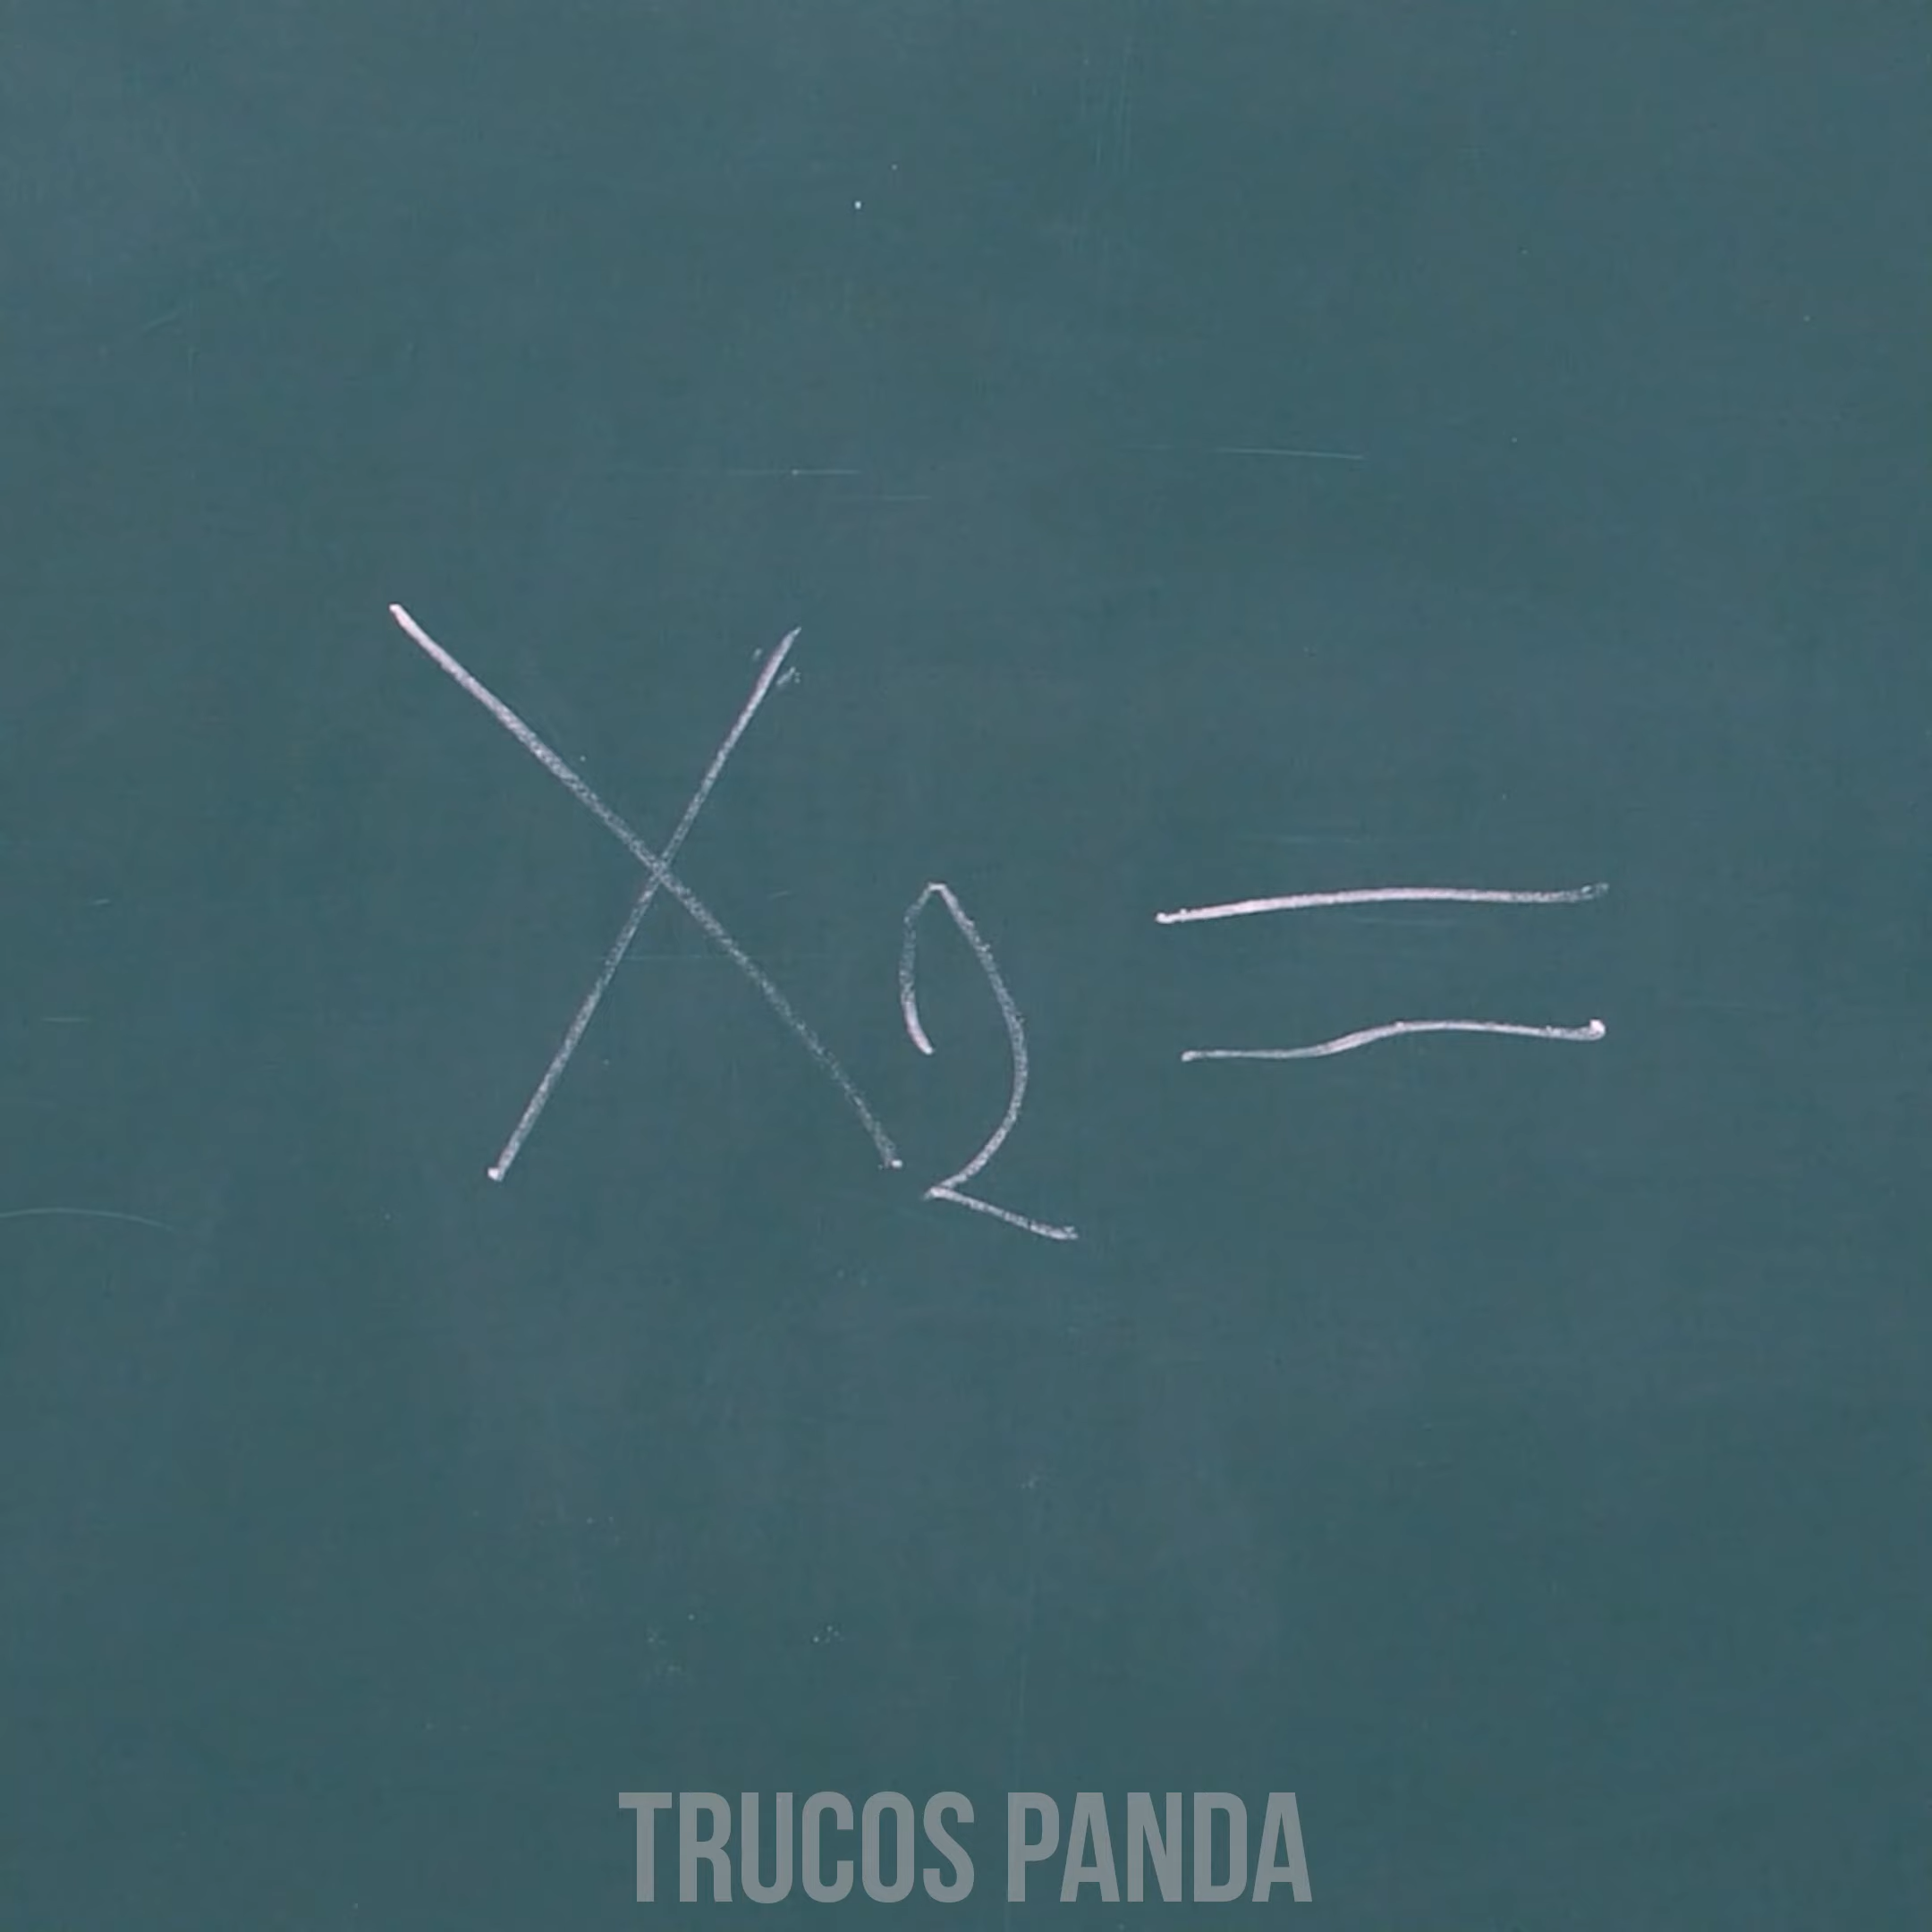 X₂ =
TRUCOS PANDA